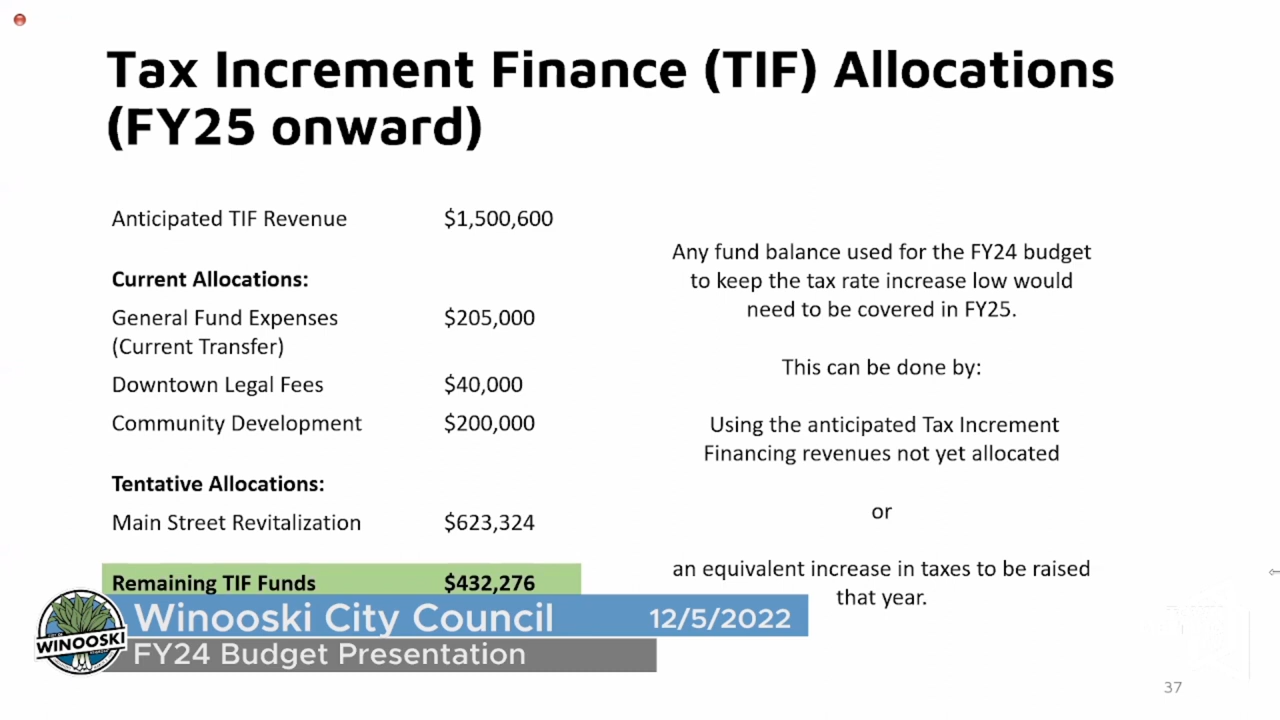 Tax Increment Finance (TIF) Allocations
(FY25 onward)
Anticipated TIF Revenue $1,500,600
Current Allocations:
General Fund Expenses $205,000
(Current Transfer)
Downtown Legal Fees $40,000
Community Development $200,000
Tentative Allocations:
Main Street Revitalization $623,324
Remaining TIF Funds $432,276
Any fund balance used for the FY24 budget
to keep the tax rate increase low would
need to be covered in FY25.
This can be done by:
Using the anticipated Tax Increment
Financing revenues not yet allocated
or
an equivalent increase in taxes to be raised
that year.
WINOOSKI
Winooski City Council 12/5/2022
FY24 Budget Presentation
37